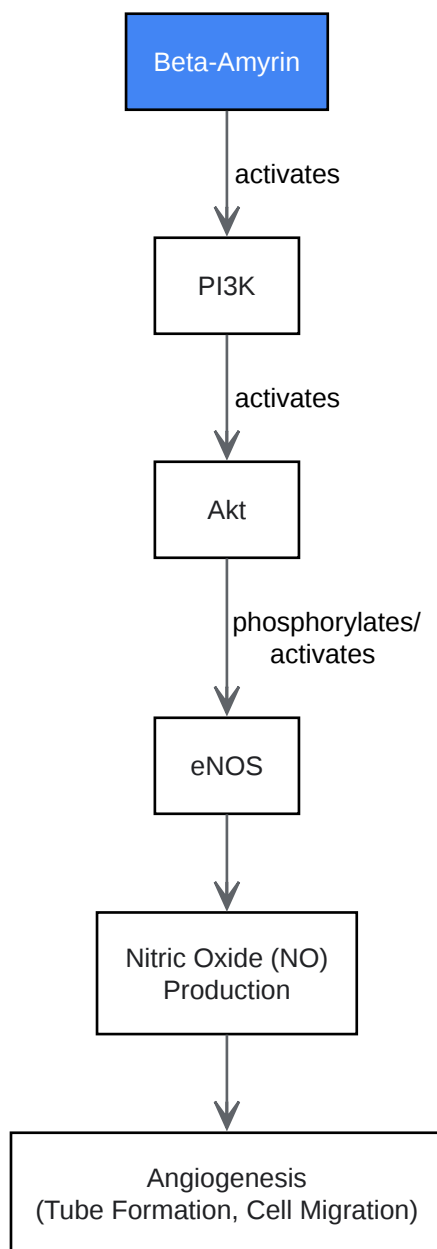 Beta-Amyrin
activates
PI3K
activates
Akt
phosphorylates/
activates
eNOS
Nitric Oxide (NO)
Production
Angiogenesis
(Tube Formation, Cell Migration)